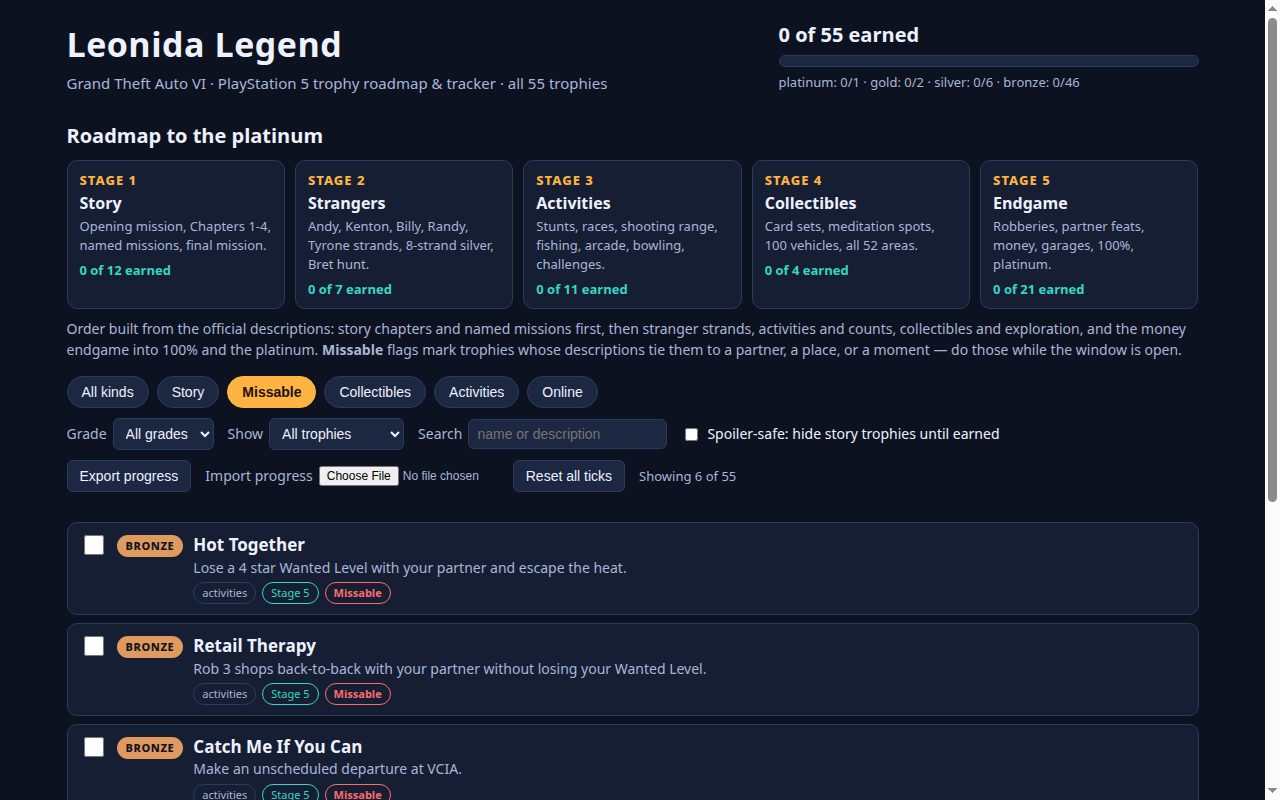 Leonida Legend
Grand Theft Auto VI · PlayStation 5 trophy roadmap & tracker · all 55 trophies
0 of 55 earned
platinum: 0/1 · gold: 0/2 · silver: 0/6 · bronze: 0/46
Roadmap to the platinum
STAGE 1
Story
Opening mission, Chapters 1-4,
named missions, final mission.
0 of 12 earned
STAGE 2
Strangers
Andy, Kenton, Billy, Randy,
Tyrone strands, 8-strand silver,
Bret hunt.
0 of 7 earned
STAGE 3
Activities
Stunts, races, shooting range,
fishing, arcade, bowling,
challenges.
0 of 11 earned
STAGE 4
Collectibles
Card sets, meditation spots,
100 vehicles, all 52 areas.
0 of 4 earned
STAGE 5
Endgame
Robberies, partner feats,
money, garages, 100%,
platinum.
0 of 21 earned
Order built from the official descriptions: story chapters and named missions first, then stranger strands, activities and counts, collectibles and exploration, and the money
endgame into 100% and the platinum. Missable flags mark trophies whose descriptions tie them to a partner, a place, or a moment — do those while the window is open.
All kinds Story Missable Collectibles Activities Online
Grade All grades Show All trophies Search name or description Spoiler-safe: hide story trophies until earned
Export progress Import progress Choose File No file chosen Reset all ticks Showing 6 of 55
BRONZE Hot Together
Lose a 4 star Wanted Level with your partner and escape the heat.
activities Stage 5 Missable
BRONZE Retail Therapy
Rob 3 shops back-to-back with your partner without losing your Wanted Level.
activities Stage 5 Missable
BRONZE Catch Me If You Can
Make an unscheduled departure at VCIA.
activities Stage 5 Missable